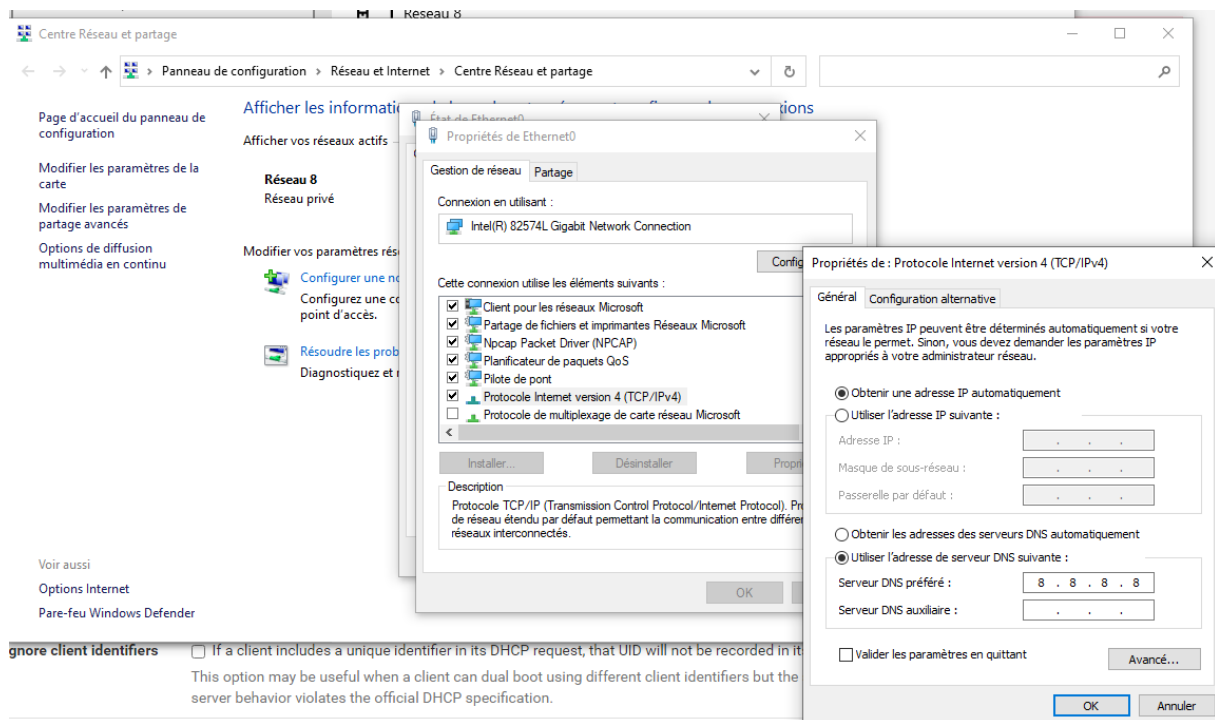 Réseau 8
Centre Réseau et partage
Panneau de configuration > Réseau et Internet > Centre Réseau et partage
Page d'accueil du panneau de
configuration
Modifier les paramètres de la
carte
Modifier les paramètres de
partage avancés
Options de diffusion
multimédia en continu
Voir aussi
Options Internet
Pare-feu Windows Defender
Afficher les
Afficher vos réseaux actifs
Réseau 8
Réseau privé
Modifier vos paramètres
Configurer une
Configurez une
point d'accès.
Résoudre les
Diagnostiquez et
État de Ethernet0
Propriétés de Ethernet0
Gestion de réseau
Partage
Connexion en utilisant :
Intel(R) 82574L Gigabit Network Connection
Config
Cette connexion utilise les éléments suivants :
Client pour les réseaux Microsoft
Partage de fichiers et imprimantes Réseaux Microsoft
Npcap Packet Driver (NPCAP)
Planificateur de paquets QoS
Pilote de pont
Protocole Internet version 4 (TCP/IPv4)
Protocole de multiplexage de carte réseau Microsoft
Installer...
Désinstaller
Propri
Description
Protocole TCP/IP (Transmission Control Protocol/Internet Protocol).
de réseau étendu par défaut permettant la communication entre
réseaux interconnectés.
OK
Propriétés de : Protocole Internet version 4 (TCP/IPv4)
Général
Configuration alternative
Les paramètres IP peuvent être déterminés automatiquement si votre
réseau le permet. Sinon, vous devez demander les paramètres IP
appropriés à votre administrateur réseau.
Obtenir une adresse IP automatiquement
Utiliser l'adresse IP suivante :
Adresse IP :
Masque de sous-réseau :
Passerelle par défaut :
Obtenir les adresses des serveurs DNS automatiquement
Utiliser l'adresse de serveur DNS suivante :
Serveur DNS préféré : 8 . 8 . 8 . 8
Serveur DNS auxiliaire :
Valider les paramètres en quittant
Avancé...
OK
Annuler
gnore client identifiers
If a client includes a unique identifier in its DHCP request, that UID will not be recorded in
This option may be useful when a client can dual boot using different client identifiers but the
server behavior violates the official DHCP specification.